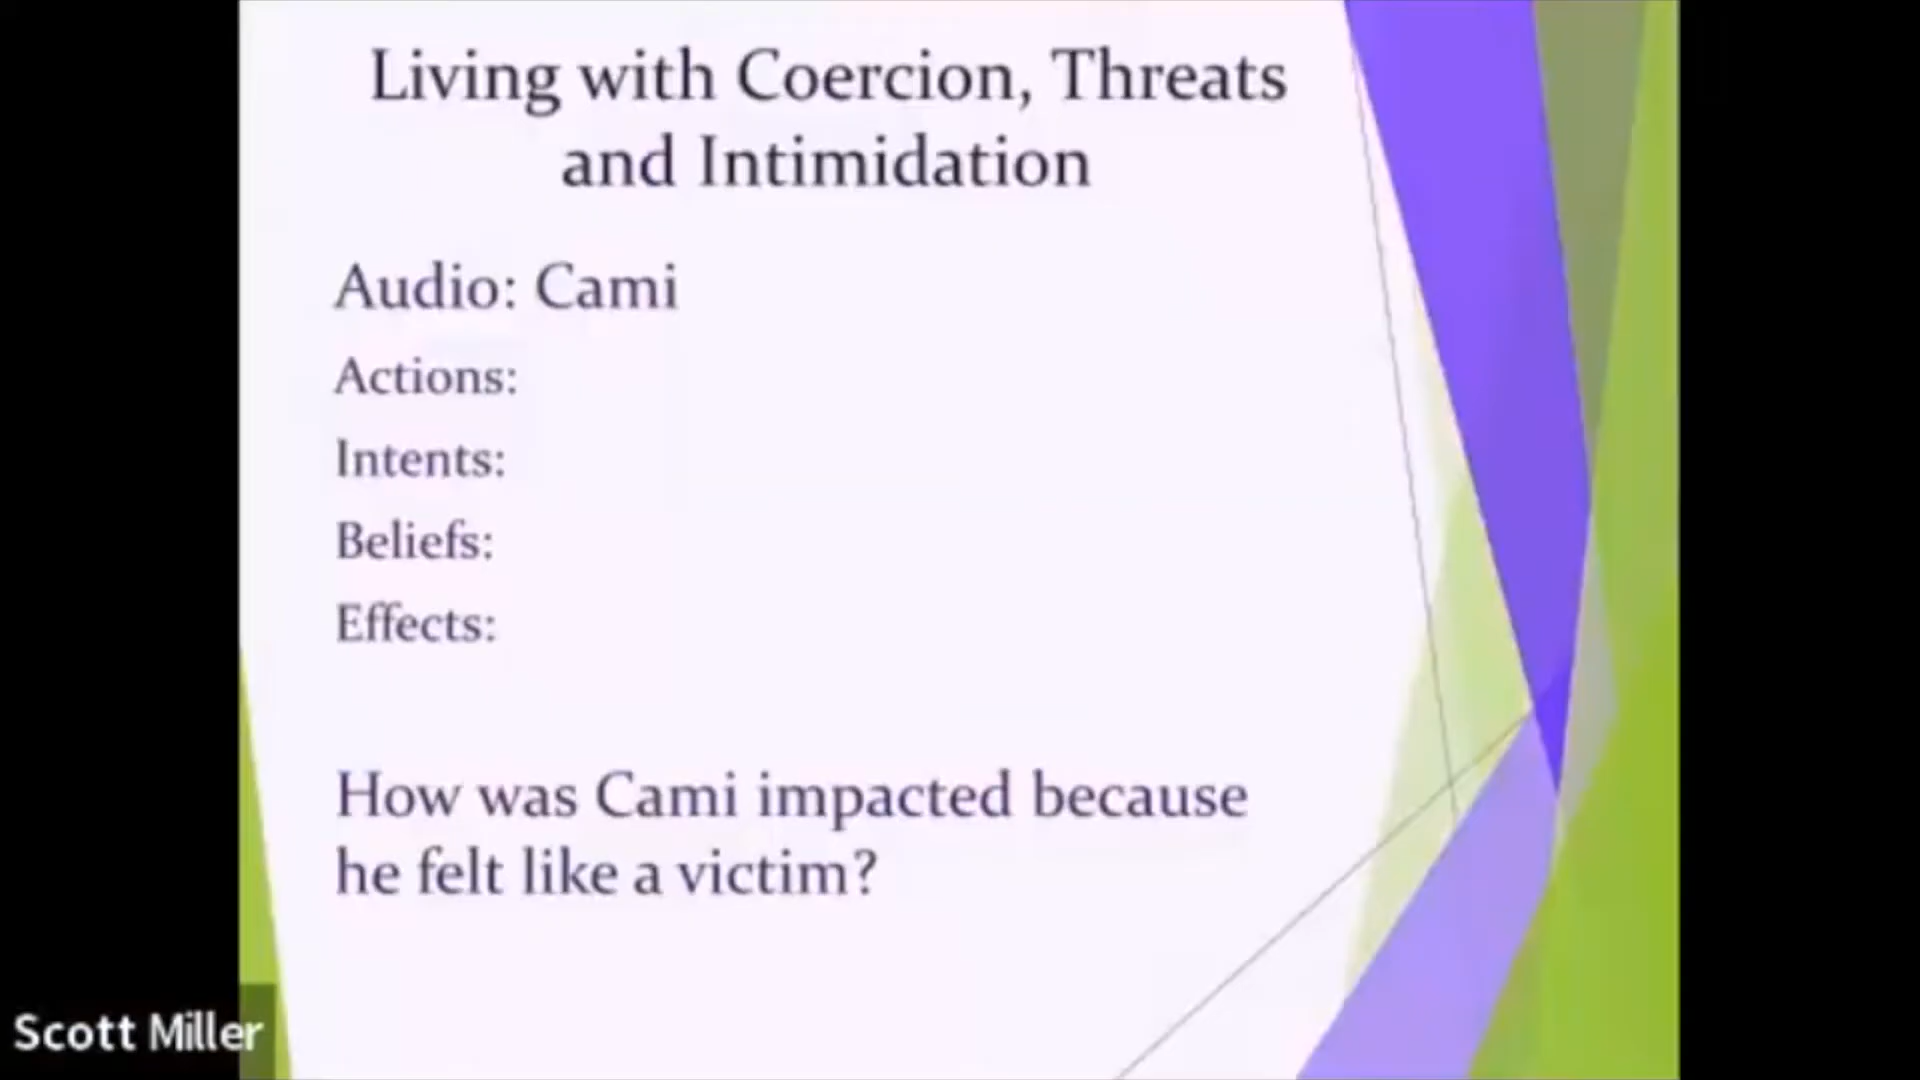 Living with Coercion, Threats
and Intimidation
Audio: Cami
Actions:
Intents:
Beliefs:
Effects:
How was Cami impacted because
he felt like a victim?
Scott Miller